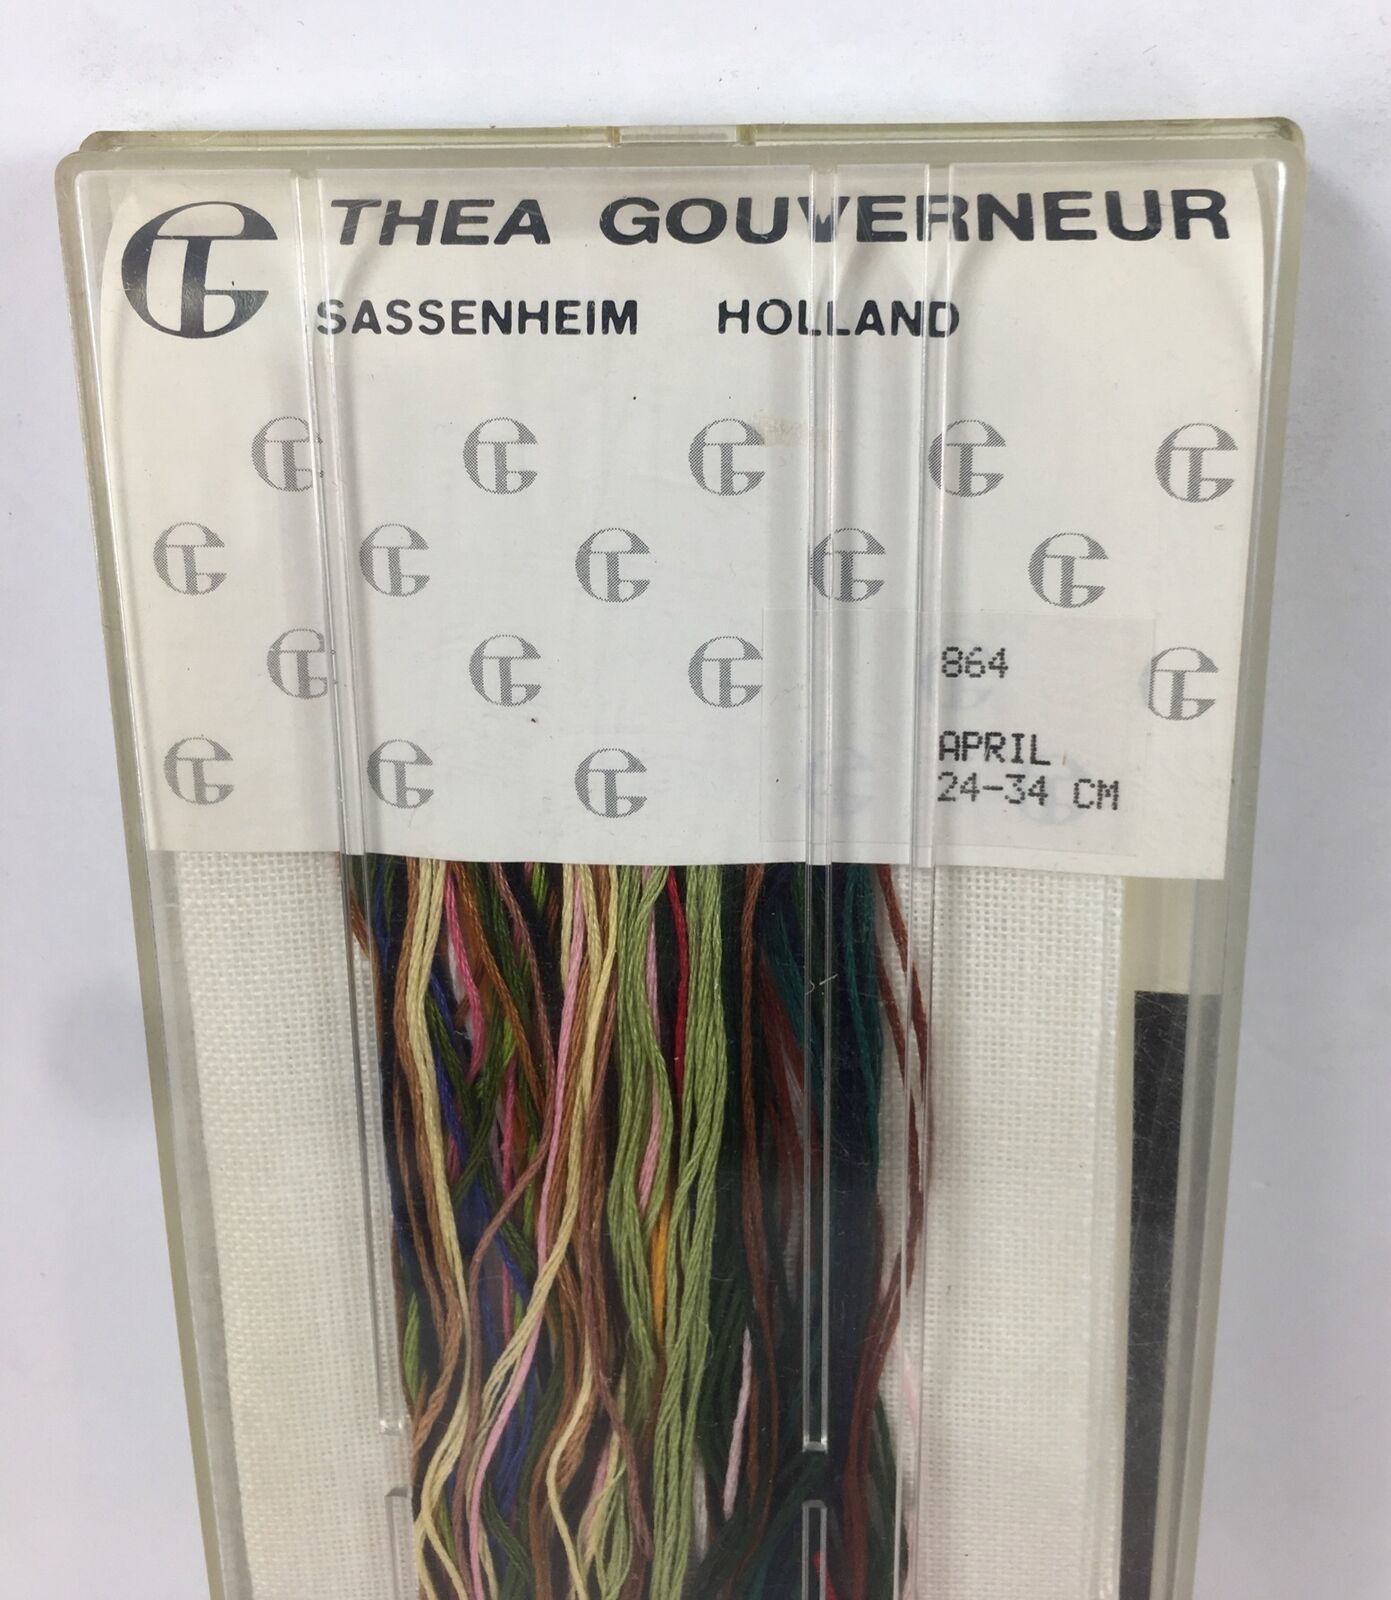 THEA GOUVERNEUR
SASSENHEIM HOLLAND
864
APRIL
24-34 CM